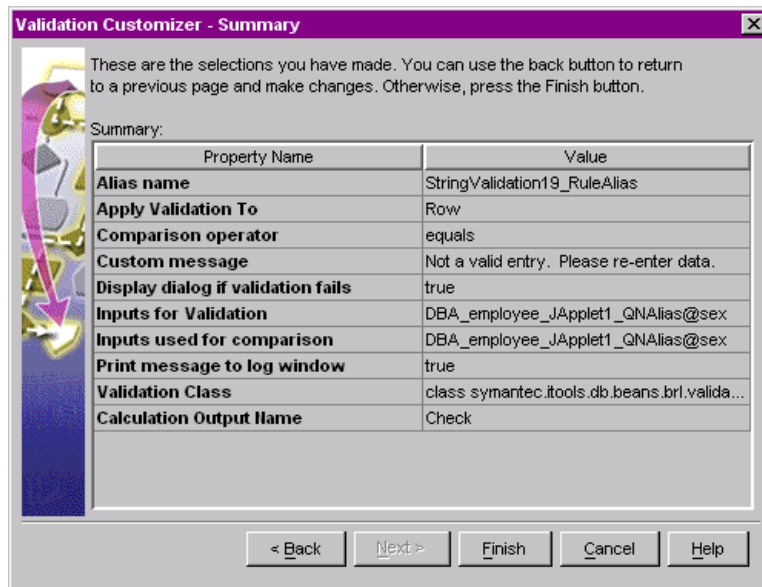 Validation Customizer - Summary
These are the selections you have made. You can use the back button to return
to a previous page and make changes. Otherwise, press the Finish button.
Summary:
Property Name Value
Alias name StringValidation19_RuleAlias
Apply Validation To Row
Comparison operator equals
Custom message Not a valid entry. Please re-enter data.
Display dialog if validation fails true
Inputs for Validation DBA_employee_JApplet1_QNAlias@sex
Inputs used for comparison DBA_employee_JApplet1_QNAlias@sex
Print message to log window true
Validation Class class symantec.itools.db.beans.brl.valida...
Calculation Output Name Check
< Back Next > Finish Cancel Help